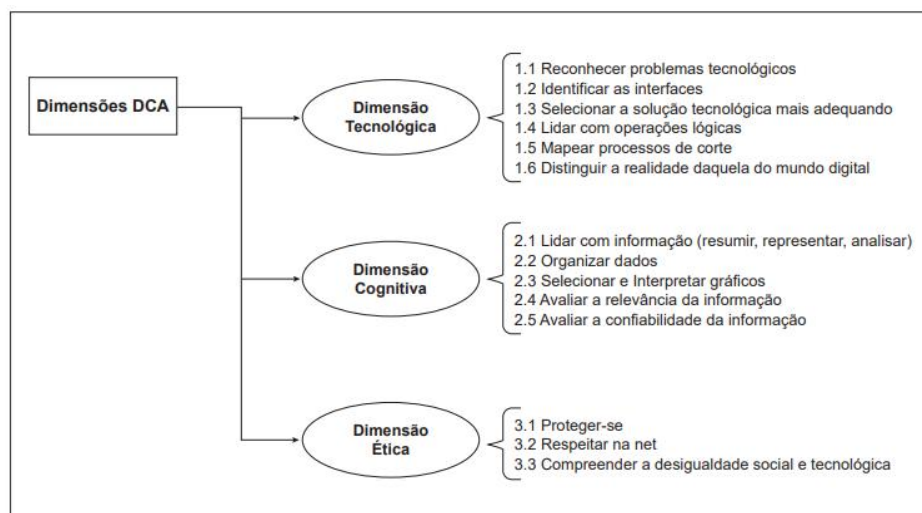 Dimensões DCA
Dimensão
Tecnológica
1.1 Reconhecer problemas tecnológicos
1.2 Identificar as interfaces
1.3 Selecionar a solução tecnológica mais adequando
1.4 Lidar com operações lógicas
1.5 Mapear processos de corte
1.6 Distinguir a realidade daquela do mundo digital
Dimensão
Cognitiva
2.1 Lidar com informação (resumir, representar, analisar)
2.2 Organizar dados
2.3 Selecionar e Interpretar gráficos
2.4 Avaliar a relevância da informação
2.5 Avaliar a confiabilidade da informação
Dimensão
Ética
3.1 Proteger-se
3.2 Respeitar na net
3.3 Compreender a desigualdade social e tecnológica